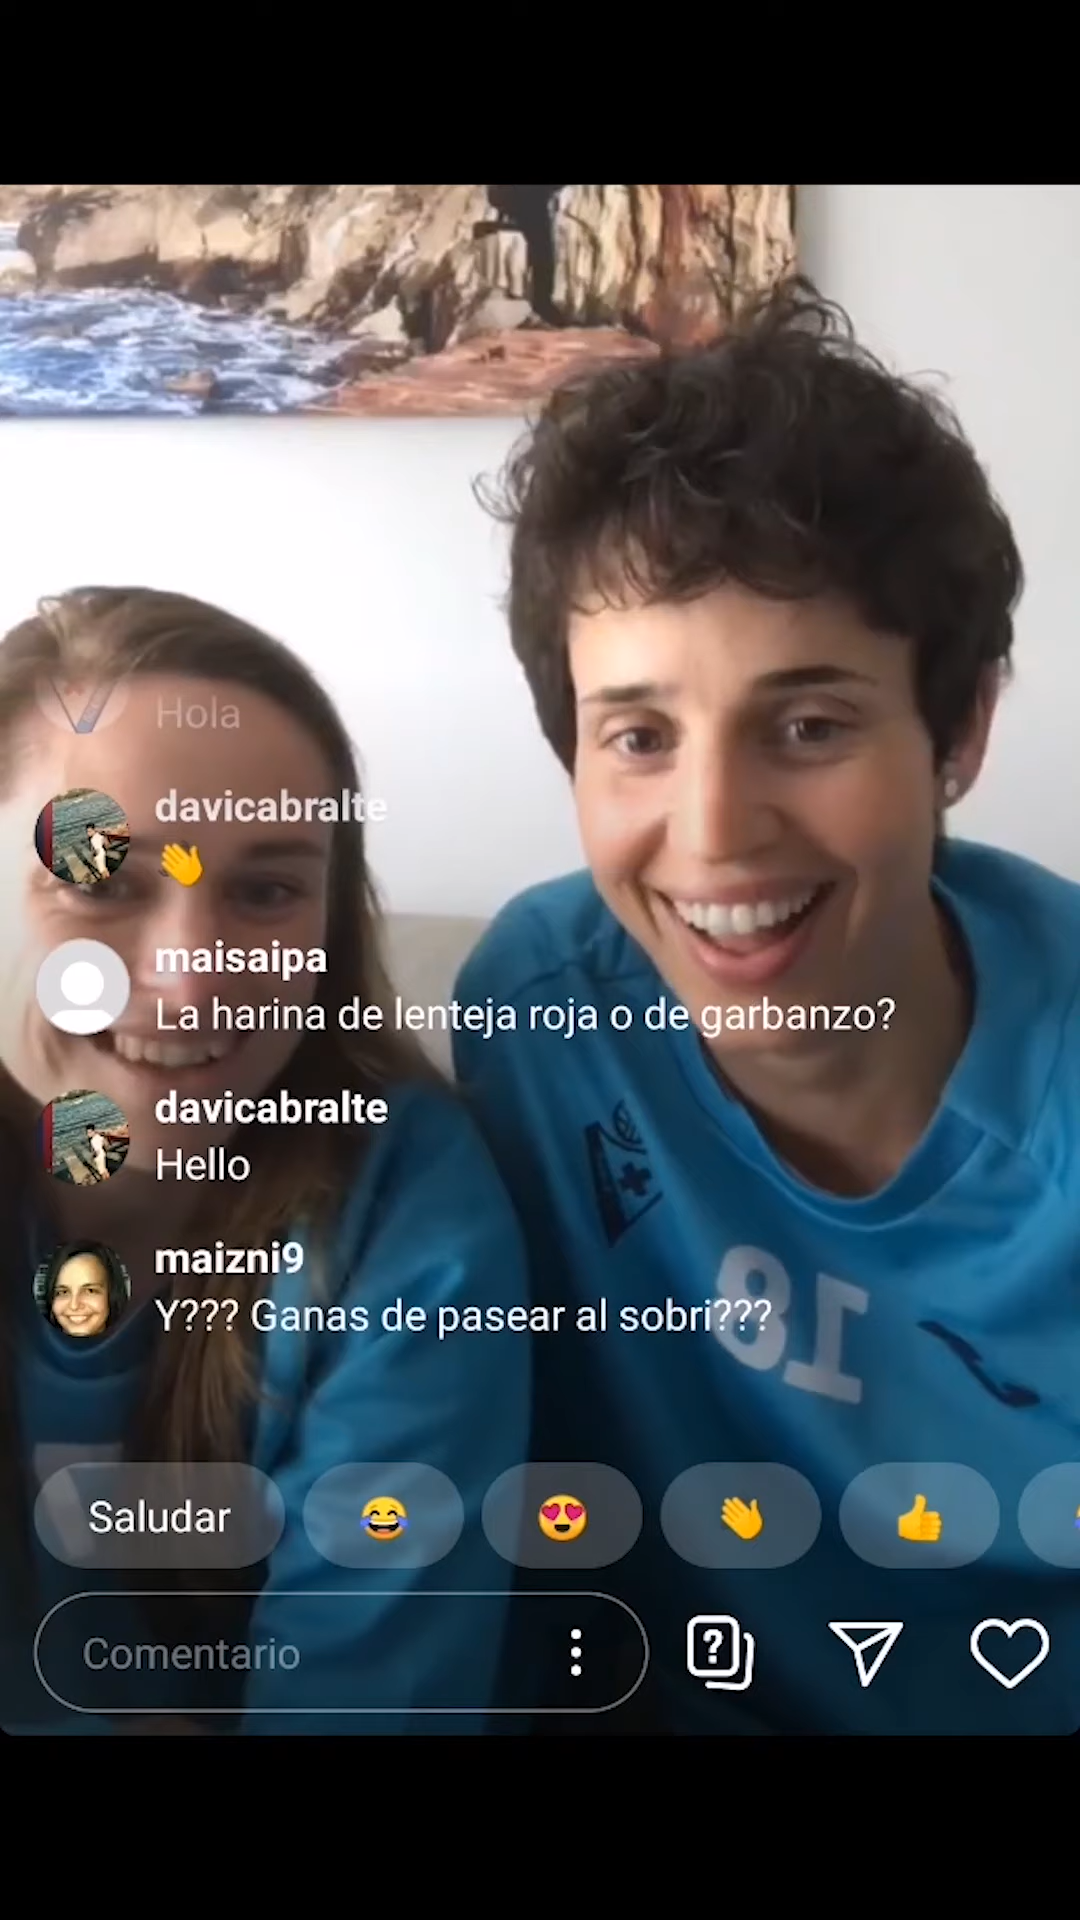 Hola
davicabralte
👋
maisaipa
La harina de lenteja roja o de garbanzo?
davicabralte
Hello
maizni9
Y??? Ganas de pasear al sobri???
18
Saludar
😂 😍 👋 👍
Comentario